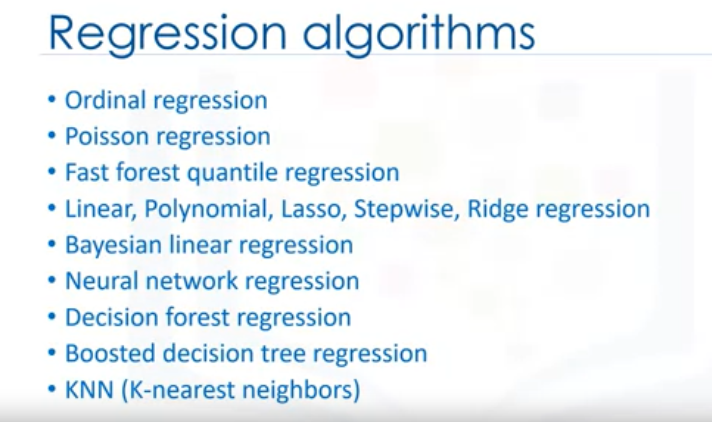 Regression algorithms
• Ordinal regression
• Poisson regression
• Fast forest quantile regression
• Linear, Polynomial, Lasso, Stepwise, Ridge regression
• Bayesian linear regression
• Neural network regression
• Decision forest regression
• Boosted decision tree regression
• KNN (K-nearest neighbors)